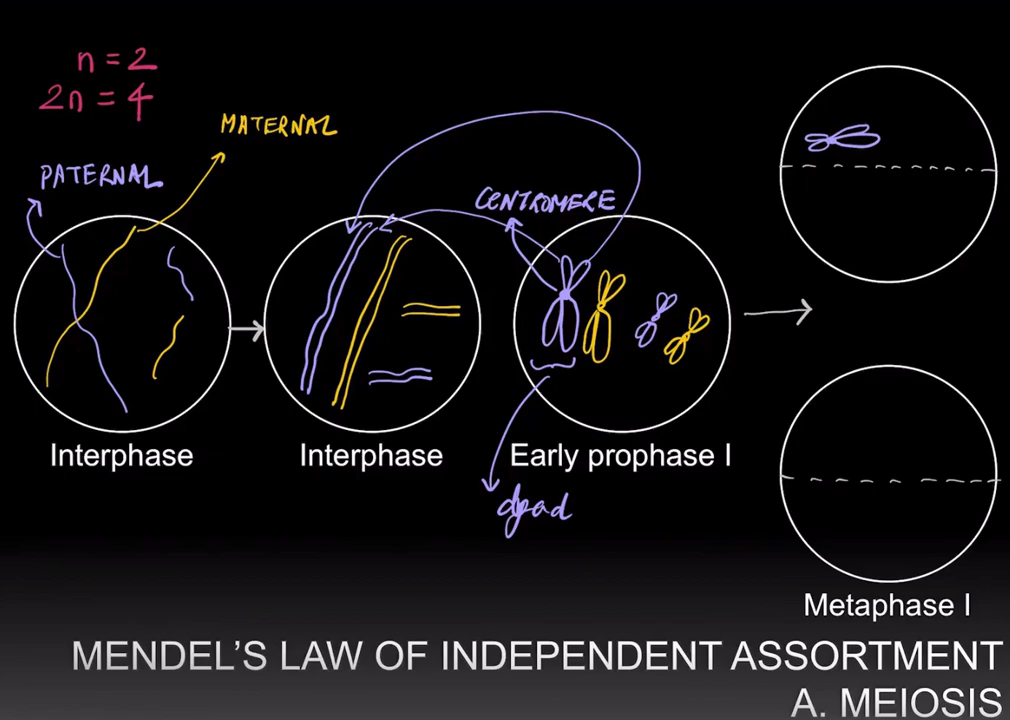 n = 2
2n = 4
MATERNAL
PATERNAL
CENTROMERE
Interphase
Interphase
Early prophase I
dyad
Metaphase I
MENDEL'S LAW OF INDEPENDENT ASSORTMENT
A. MEIOSIS